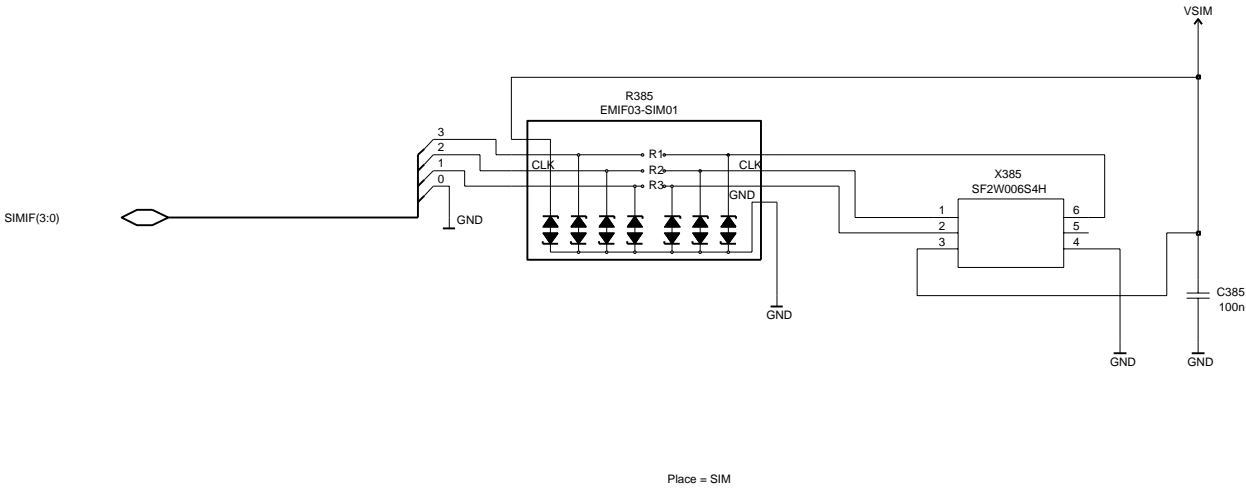 VSIM
R385
EMIF03-SIM01
3
2
1
0
GND
SIMIF(3:0)
CLK
R1
R2
R3
CLK
GND
GND
X385
SF2W006S4H
1
2
3
6
5
4
C385
100n
GND
GND
Place = SIM